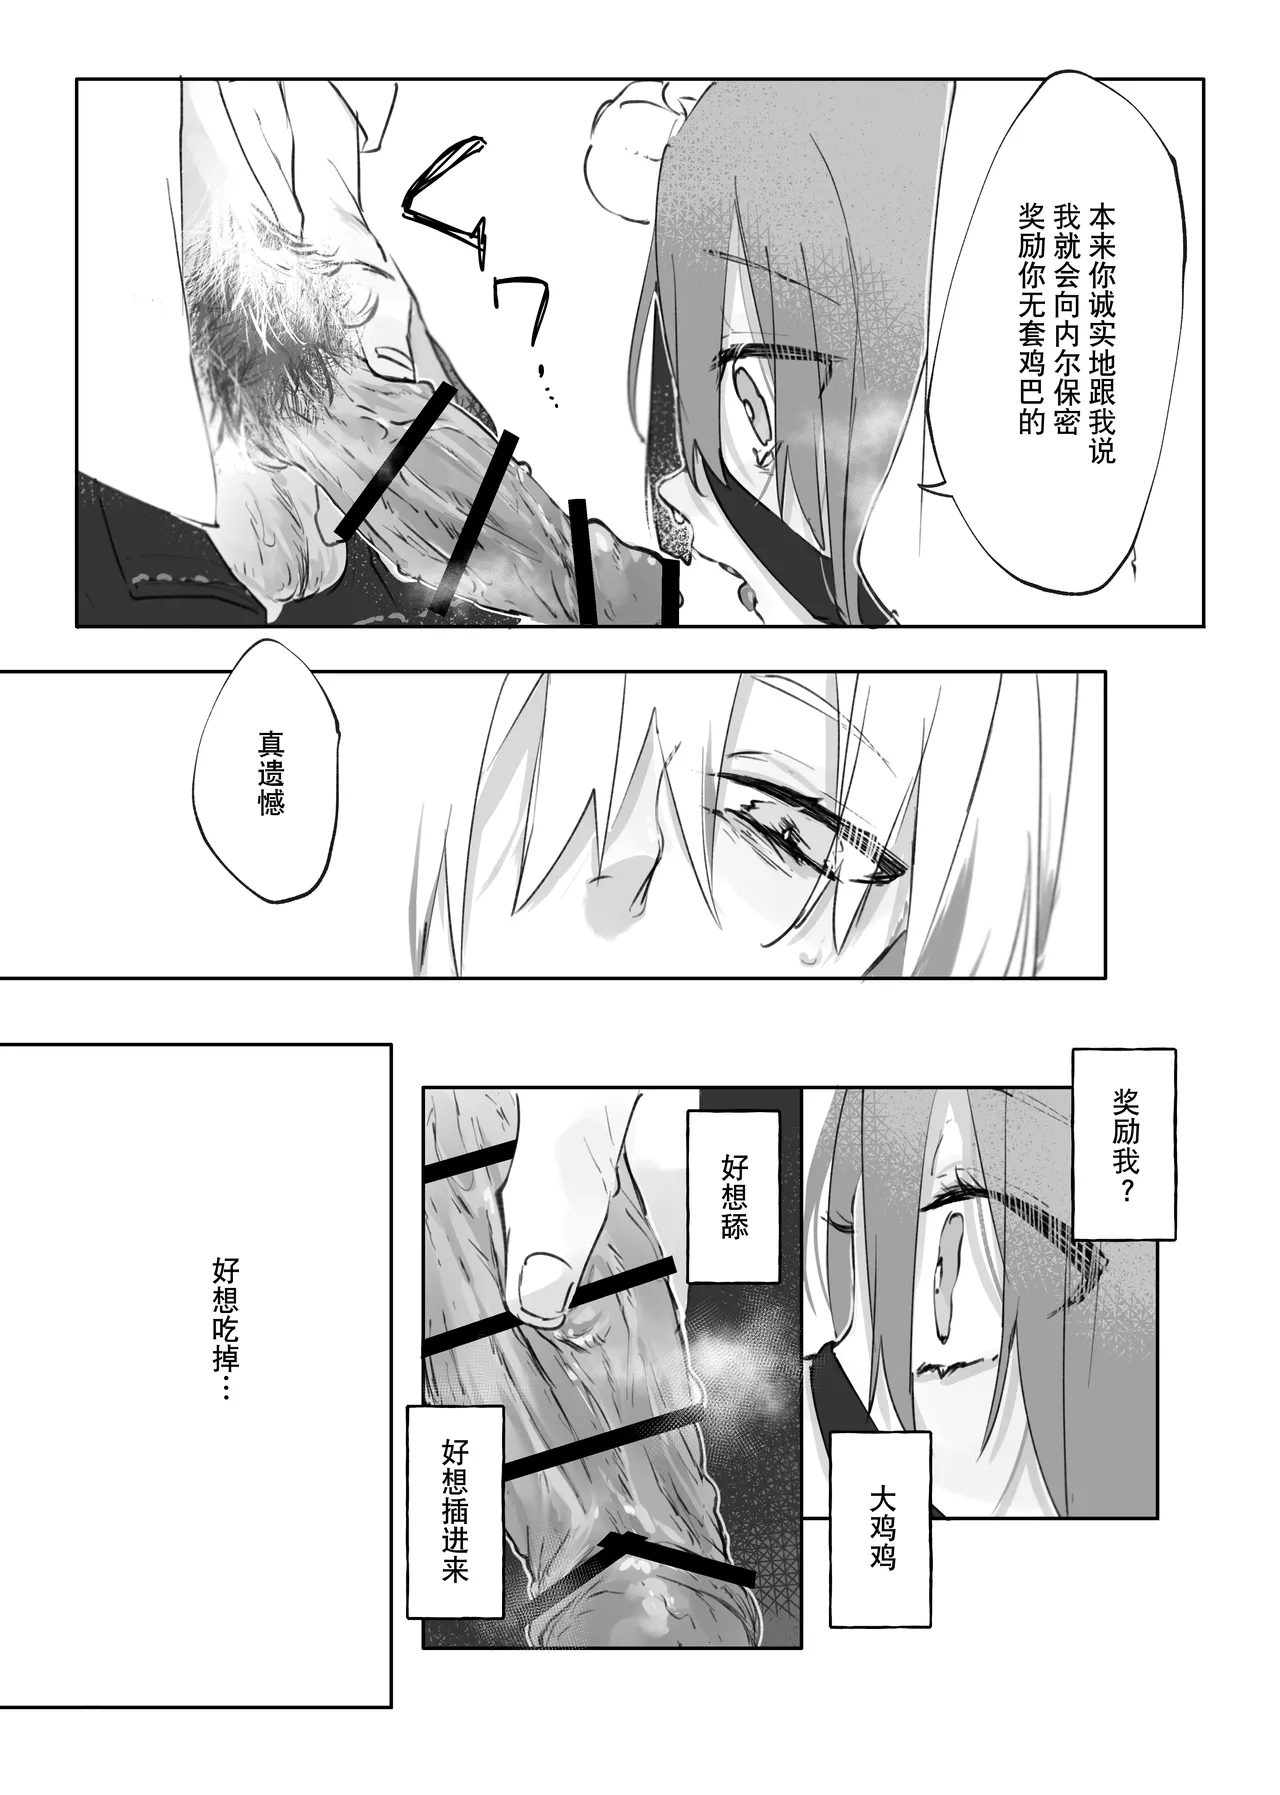 本来你诚实地跟我说
我就会向内尔保密
奖励你无套鸡巴的
クワ…
真遗憾
奖励我？
大鸡鸡
好想舔
好想插进来
好想吃掉…